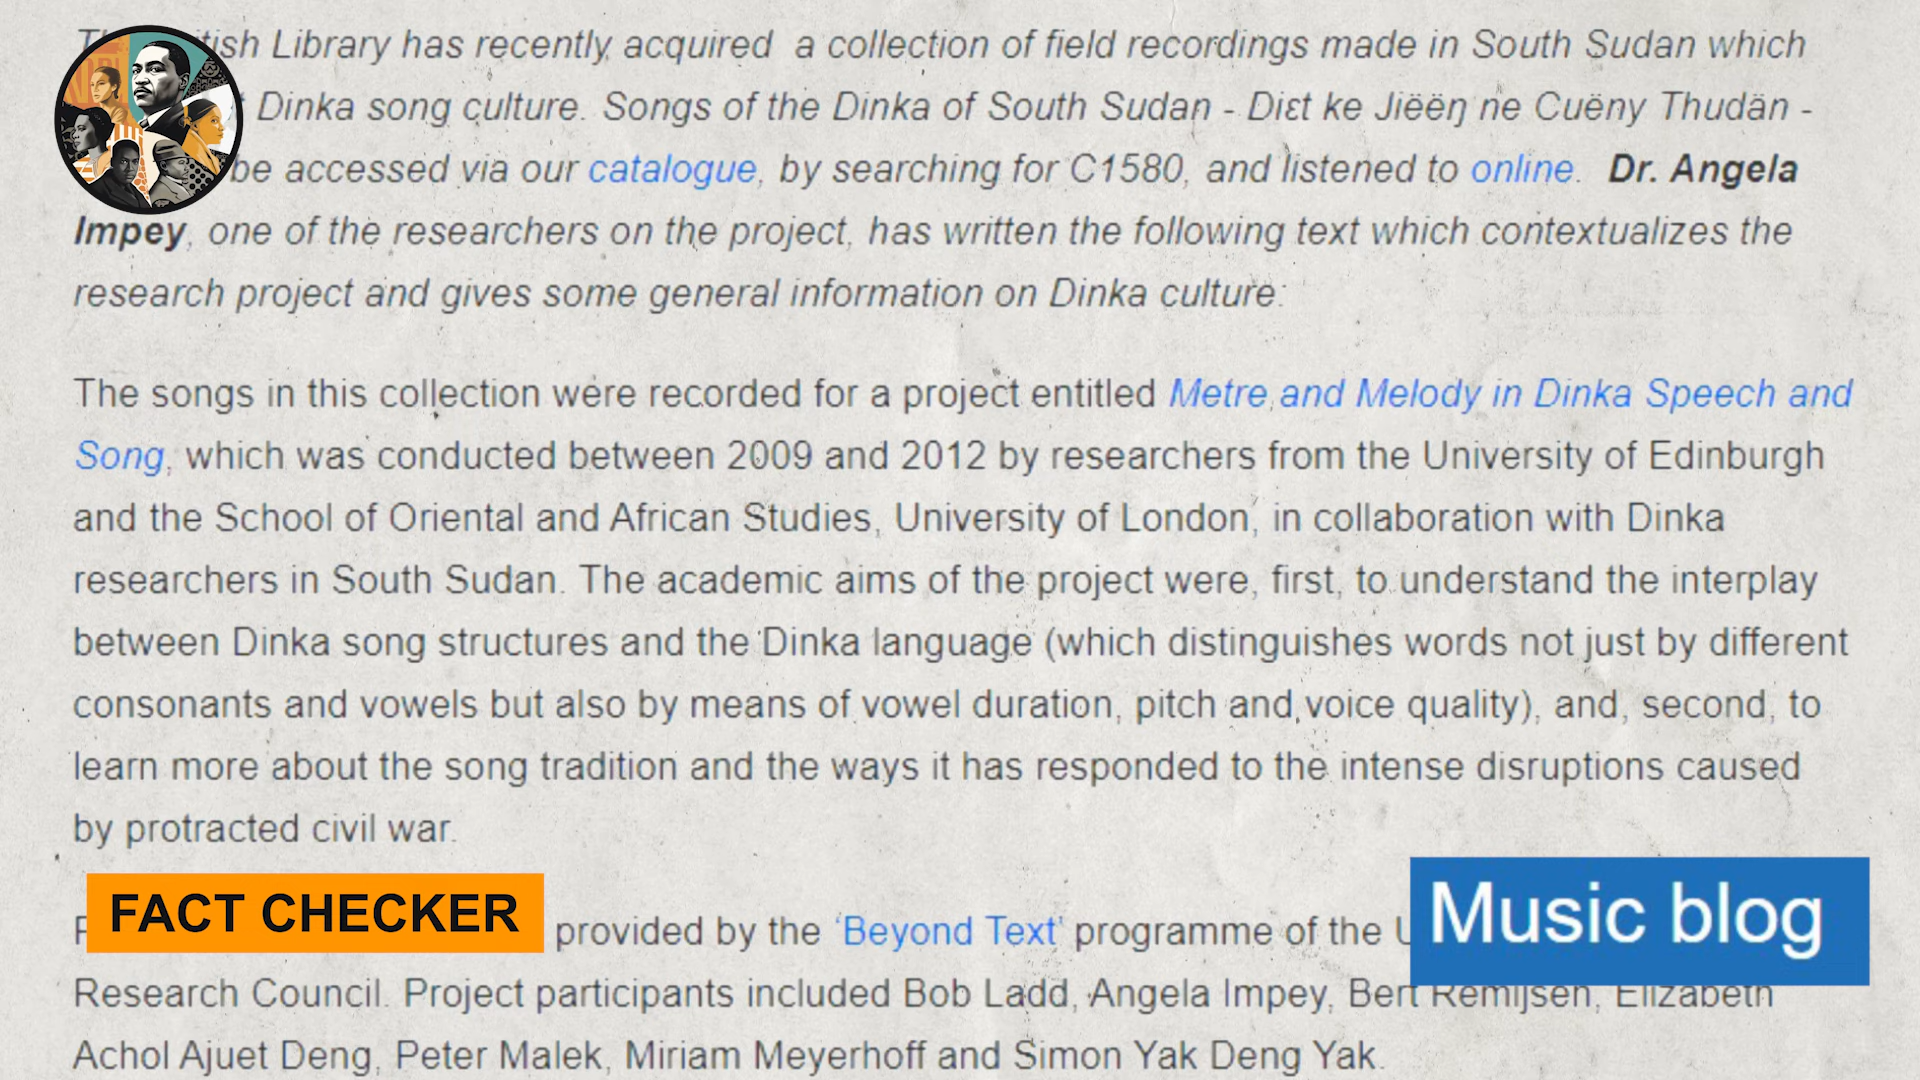 British Library has recently acquired a collection of field recordings made in South Sudan which
Dinka song culture. Songs of the Dinka of South Sudan - Diɛt ke Jiëëŋ ne Cuëny Thudän -
be accessed via our catalogue, by searching for C1580, and listened to online. Dr. Angela
Impey, one of the researchers on the project, has written the following text which contextualizes the
research project and gives some general information on Dinka culture:
The songs in this collection were recorded for a project entitled Metre and Melody in Dinka Speech and
Song, which was conducted between 2009 and 2012 by researchers from the University of Edinburgh
and the School of Oriental and African Studies, University of London, in collaboration with Dinka
researchers in South Sudan. The academic aims of the project were, first, to understand the interplay
between Dinka song structures and the Dinka language (which distinguishes words not just by different
consonants and vowels but also by means of vowel duration, pitch and voice quality), and, second, to
learn more about the song tradition and the ways it has responded to the intense disruptions caused
by protracted civil war.
FACT CHECKER
provided by the 'Beyond Text' programme of the
Music blog
Research Council. Project participants included Bob Ladd, Angela Impey, Bert Remijsen, Elizabeth
Achol Ajuet Deng, Peter Malek, Miriam Meyerhoff and Simon Yak Deng Yak.